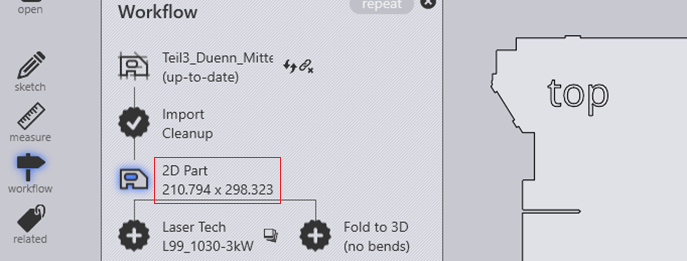 open
sketch
measure
workflow
related
Workflow
repeat
Teil3_Duenn_Mitte
(up-to-date)
Import
Cleanup
2D Part
210.794 x 298.323
Laser Tech
L99_1030-3kW
Fold to 3D
(no bends)
top